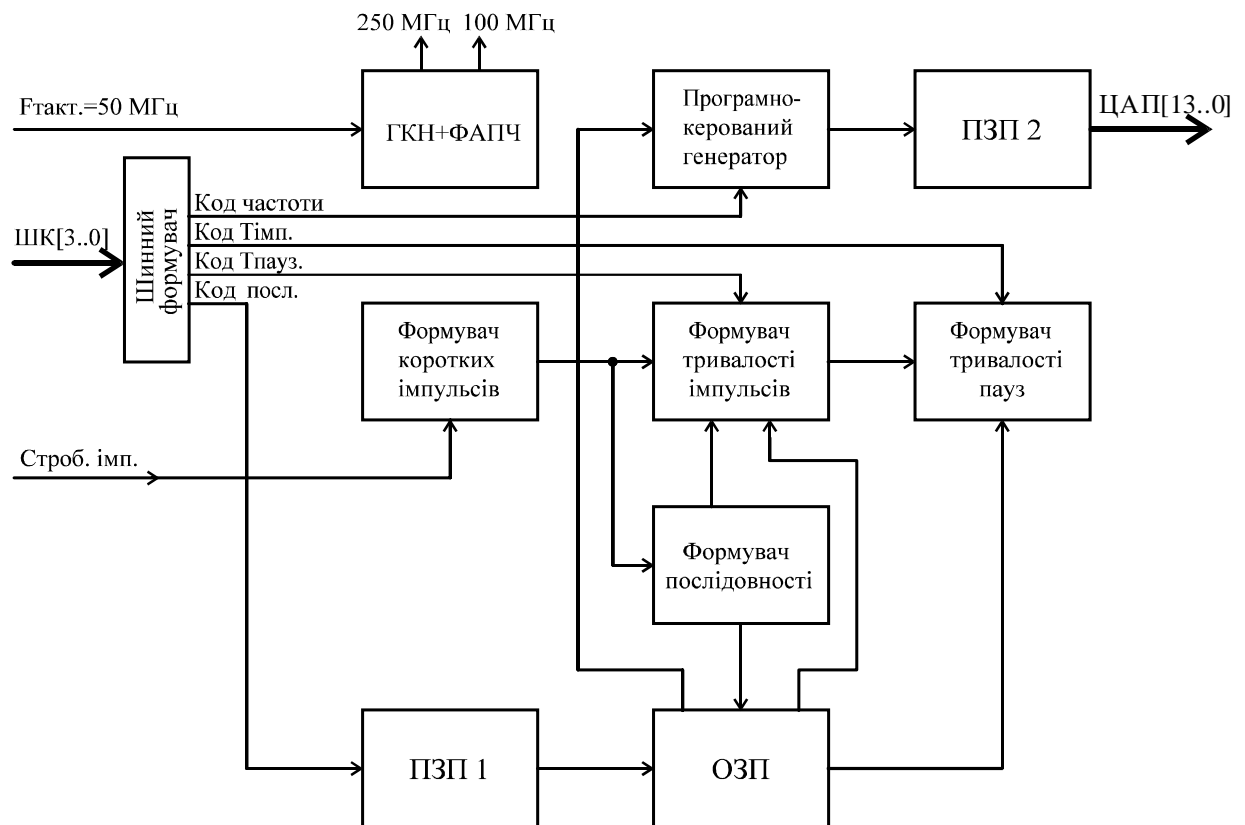 250 МГц 100 МГц
Fтакт.=50 МГц
ГКН+ФАПЧ
Програмно-
керований
генератор
ПЗП 2
ЦАП[13..0]
ШК[3..0]
Шинний
формувач
Код частоти
Код Тімп.
Код Тпауз.
Код посл.
Формувач
коротких
імпульсів
Формувач
тривалості
імпульсів
Формувач
тривалості
пауз
Строб. імп.
Формувач
послідовності
ПЗП 1
ОЗП